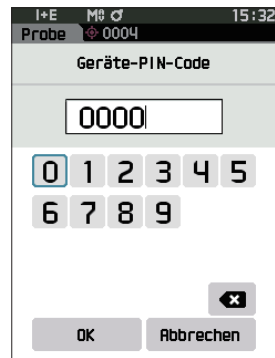 I+E M 15:32
Probe 0004
Geräte-PIN-Code
0000
0 1 2 3 4 5
6 7 8 9
OK Abbrechen